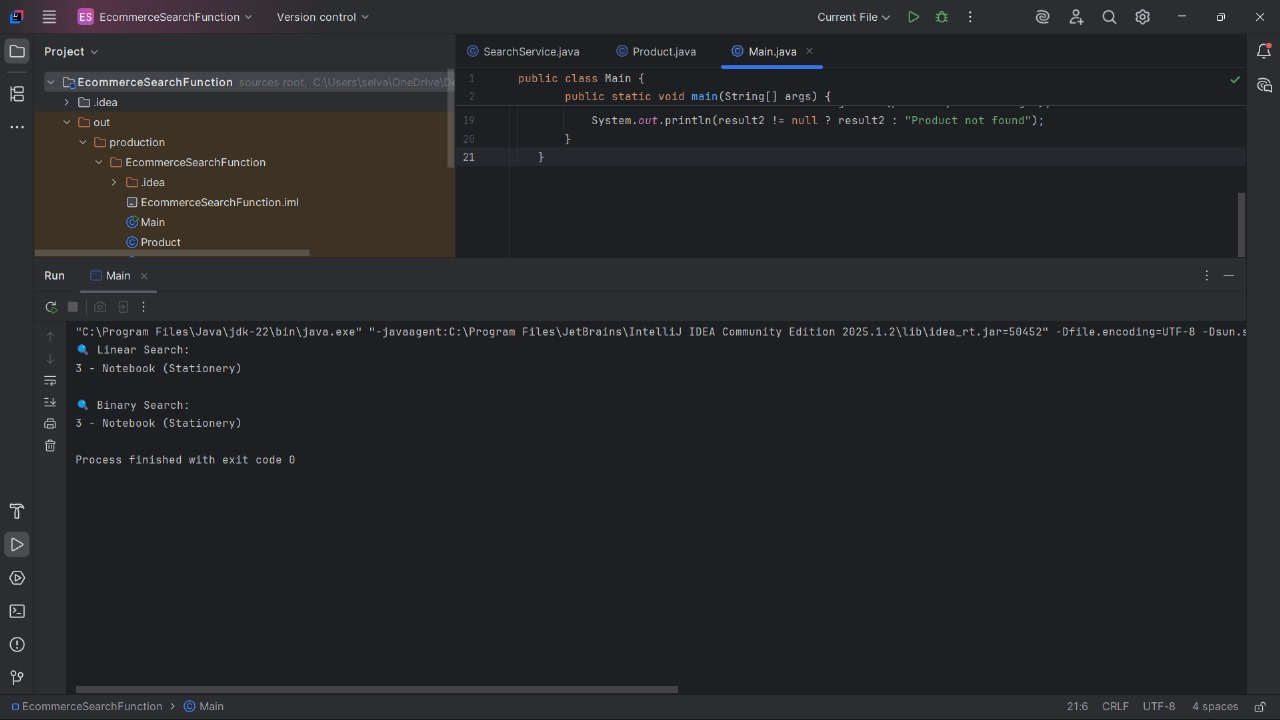 ES EcommerceSearchFunction Version control Current File
Project
SearchService.java Product.java Main.java
EcommerceSearchFunction sources root, C:\Users\selva\OneDrive\De
.idea
out
production
EcommerceSearchFunction
.idea
EcommerceSearchFunction.iml
Main
Product
1 public class Main {
2 public static void main(String[] args) {
19 System.out.println(result2 != null ? result2 : "Product not found");
20 }
21 }
Run Main
"C:\Program Files\Java\jdk-22\bin\java.exe" "-javaagent:C:\Program Files\JetBrains\IntelliJ IDEA Community Edition 2025.1.2\lib\idea_rt.jar=50452" -Dfile.encoding=UTF-8 -Dsun.s
🔍 Linear Search:
3 - Notebook (Stationery)
🔍 Binary Search:
3 - Notebook (Stationery)
Process finished with exit code 0
EcommerceSearchFunction > Main 21:6 CRLF UTF-8 4 spaces